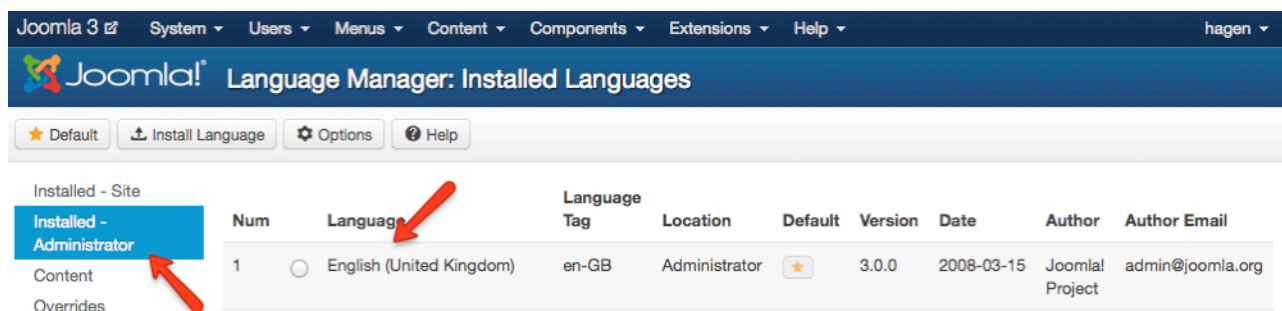 Joomla 3 System Users Menus Content Components Extensions Help hagen
Joomla! Language Manager: Installed Languages
Default Install Language Options Help
Installed - Site
Installed - Administrator
Content
Overrides
Num Language Language Tag Location Default Version Date Author Author Email
1 English (United Kingdom) en-GB Administrator 3.0.0 2008-03-15 Joomla! Project admin@joomla.org